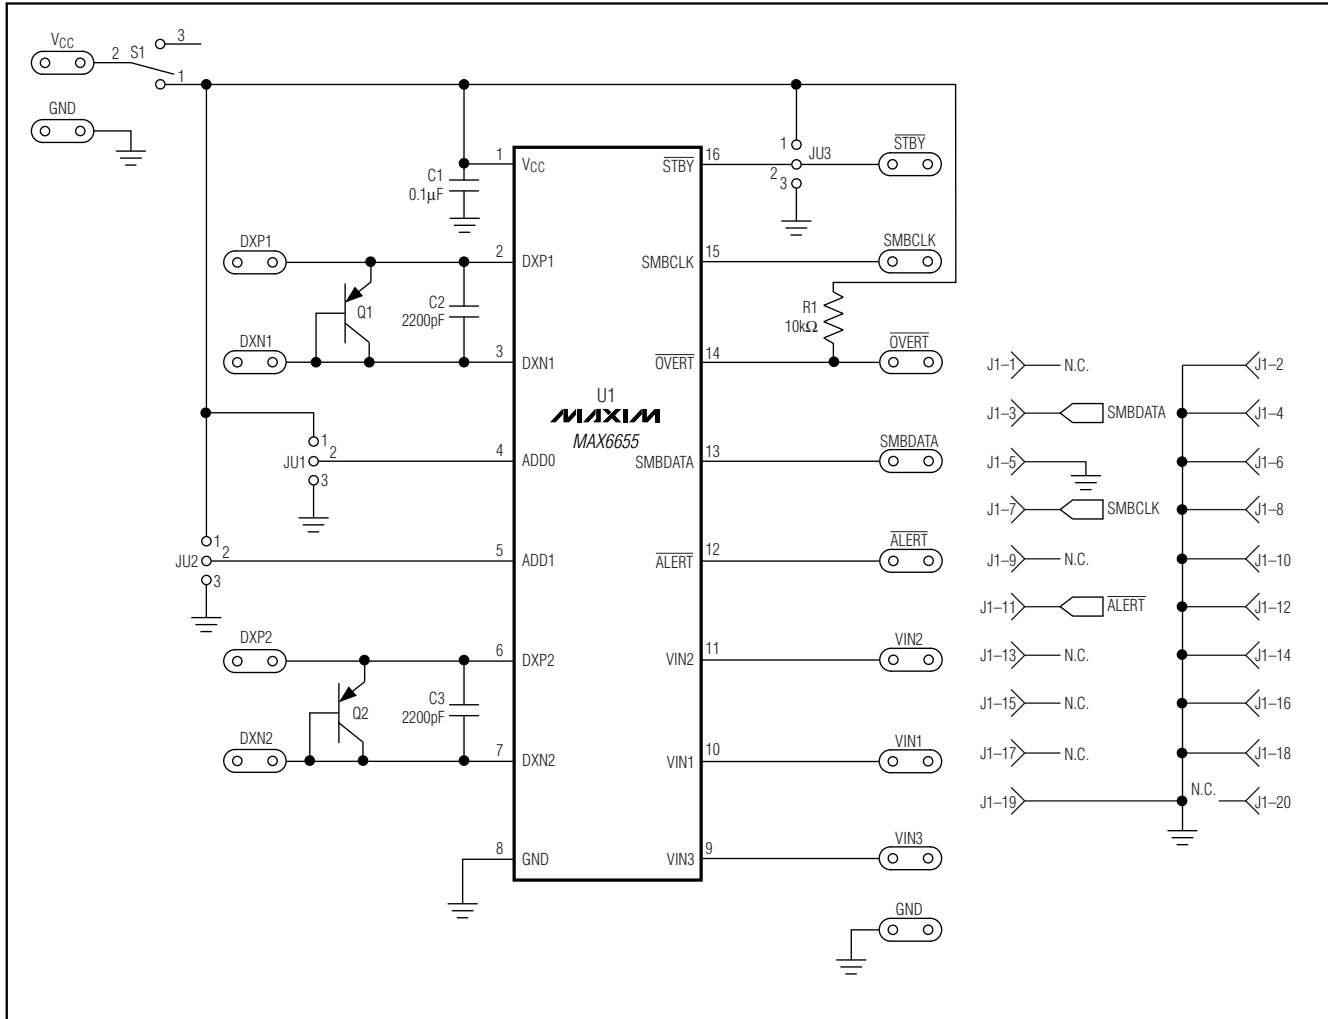 VCC
2 S1
3
1
GND
1 VCC
C1
0.1µF
STBY 16
1
JU3
2
3
STBY
DXP1
2 DXP1
Q1
C2
2200pF
DXN1
3 DXN1
SMBCLK 15
SMBCLK
R1
10kΩ
OVERT 14
OVERT
U1
MAXIM
MAX6655
1
JU1 2
3
4 ADD0
SMBDATA 13
SMBDATA
1
JU2 2
3
5 ADD1
ALERT 12
ALERT
DXP2
6 DXP2
Q2
C3
2200pF
DXN2
7 DXN2
VIN2 11
VIN2
VIN1 10
VIN1
8 GND
VIN3 9
VIN3
GND
J1–1 N.C.
J1–2
J1–3 SMBDATA
J1–4
J1–5
J1–6
J1–7 SMBCLK
J1–8
J1–9 N.C.
J1–10
J1–11 ALERT
J1–12
J1–13 N.C.
J1–14
J1–15 N.C.
J1–16
J1–17 N.C.
J1–18
J1–19
N.C. J1–20